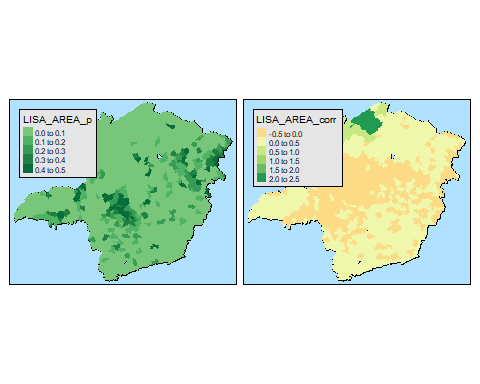 LISA_AREA_p
0.0 to 0.1
0.1 to 0.2
0.2 to 0.3
0.3 to 0.4
0.4 to 0.5
LISA_AREA_corr
-0.5 to 0.0
0.0 to 0.5
0.5 to 1.0
1.0 to 1.5
1.5 to 2.0
2.0 to 2.5